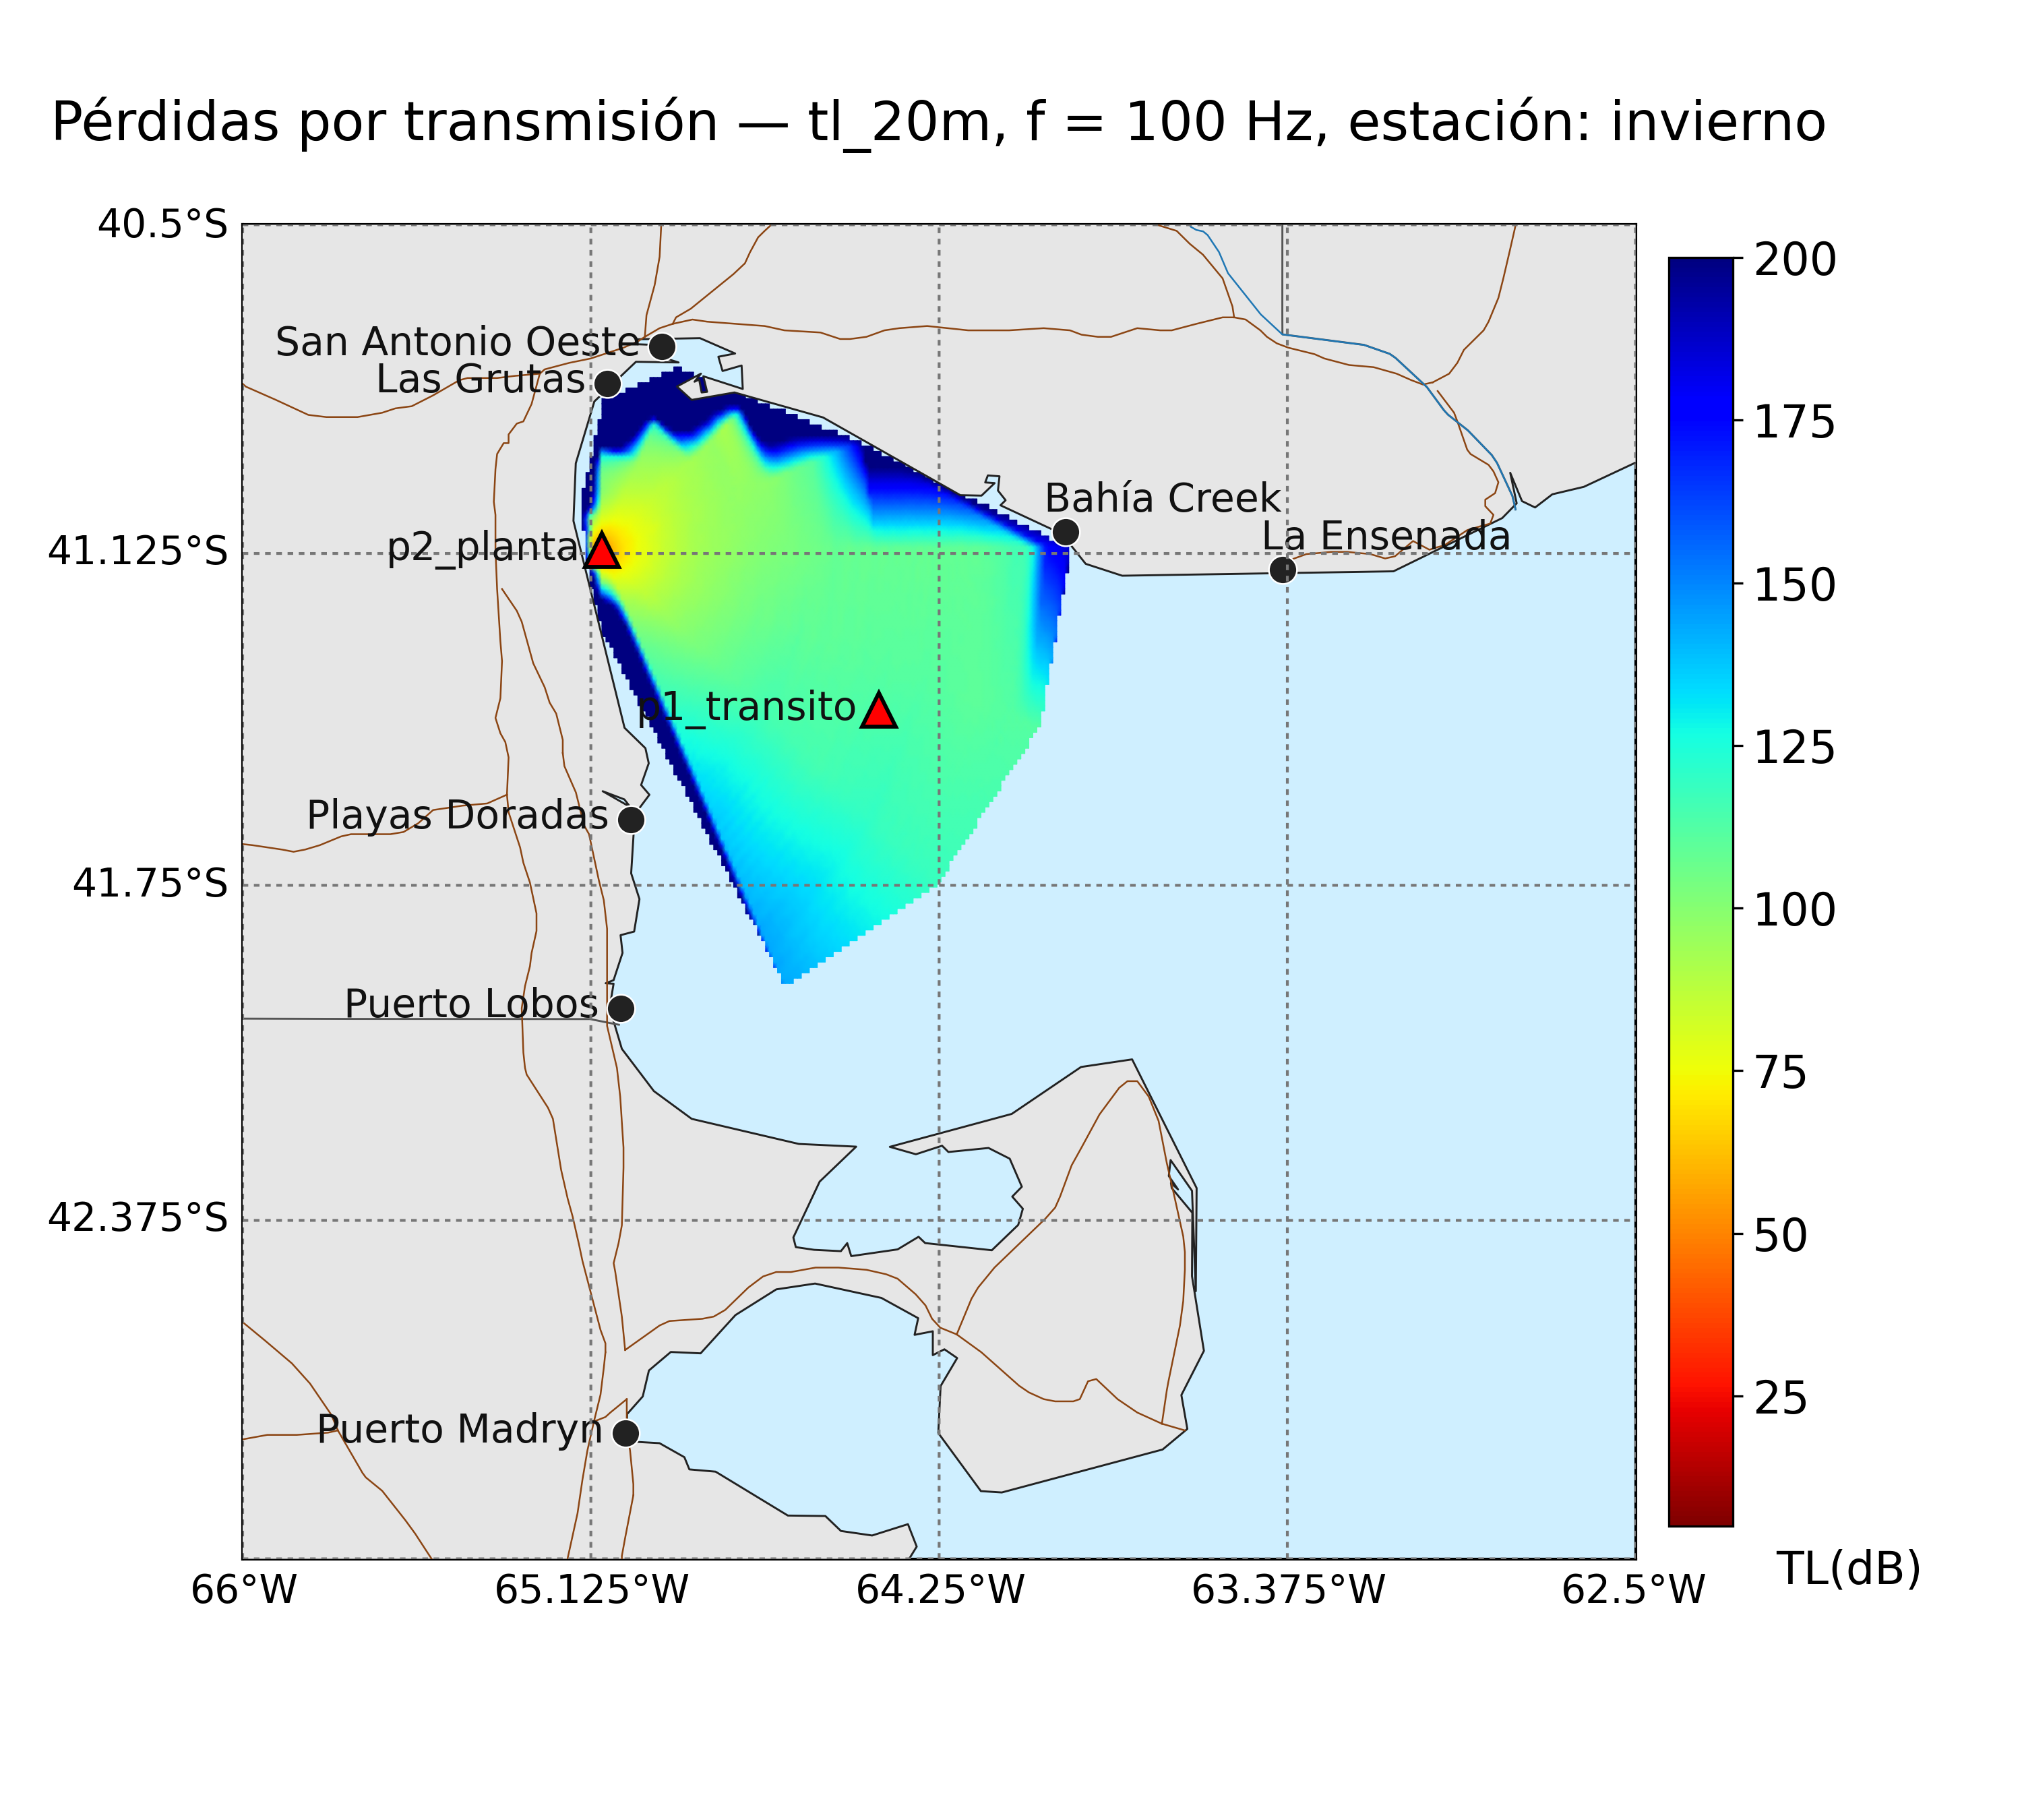 Pérdidas por transmisión — tl_20m, f = 100 Hz, estación: invierno
40.5°S
200
San Antonio Oeste
Las Grutas
175
Bahía Creek
La Ensenada
p2_planta
41.125°S
150
p1_transito
125
Playas Doradas
41.75°S
100
Puerto Lobos
75
42.375°S
50
25
Puerto Madryn
TL(dB)
66°W
65.125°W
64.25°W
63.375°W
62.5°W